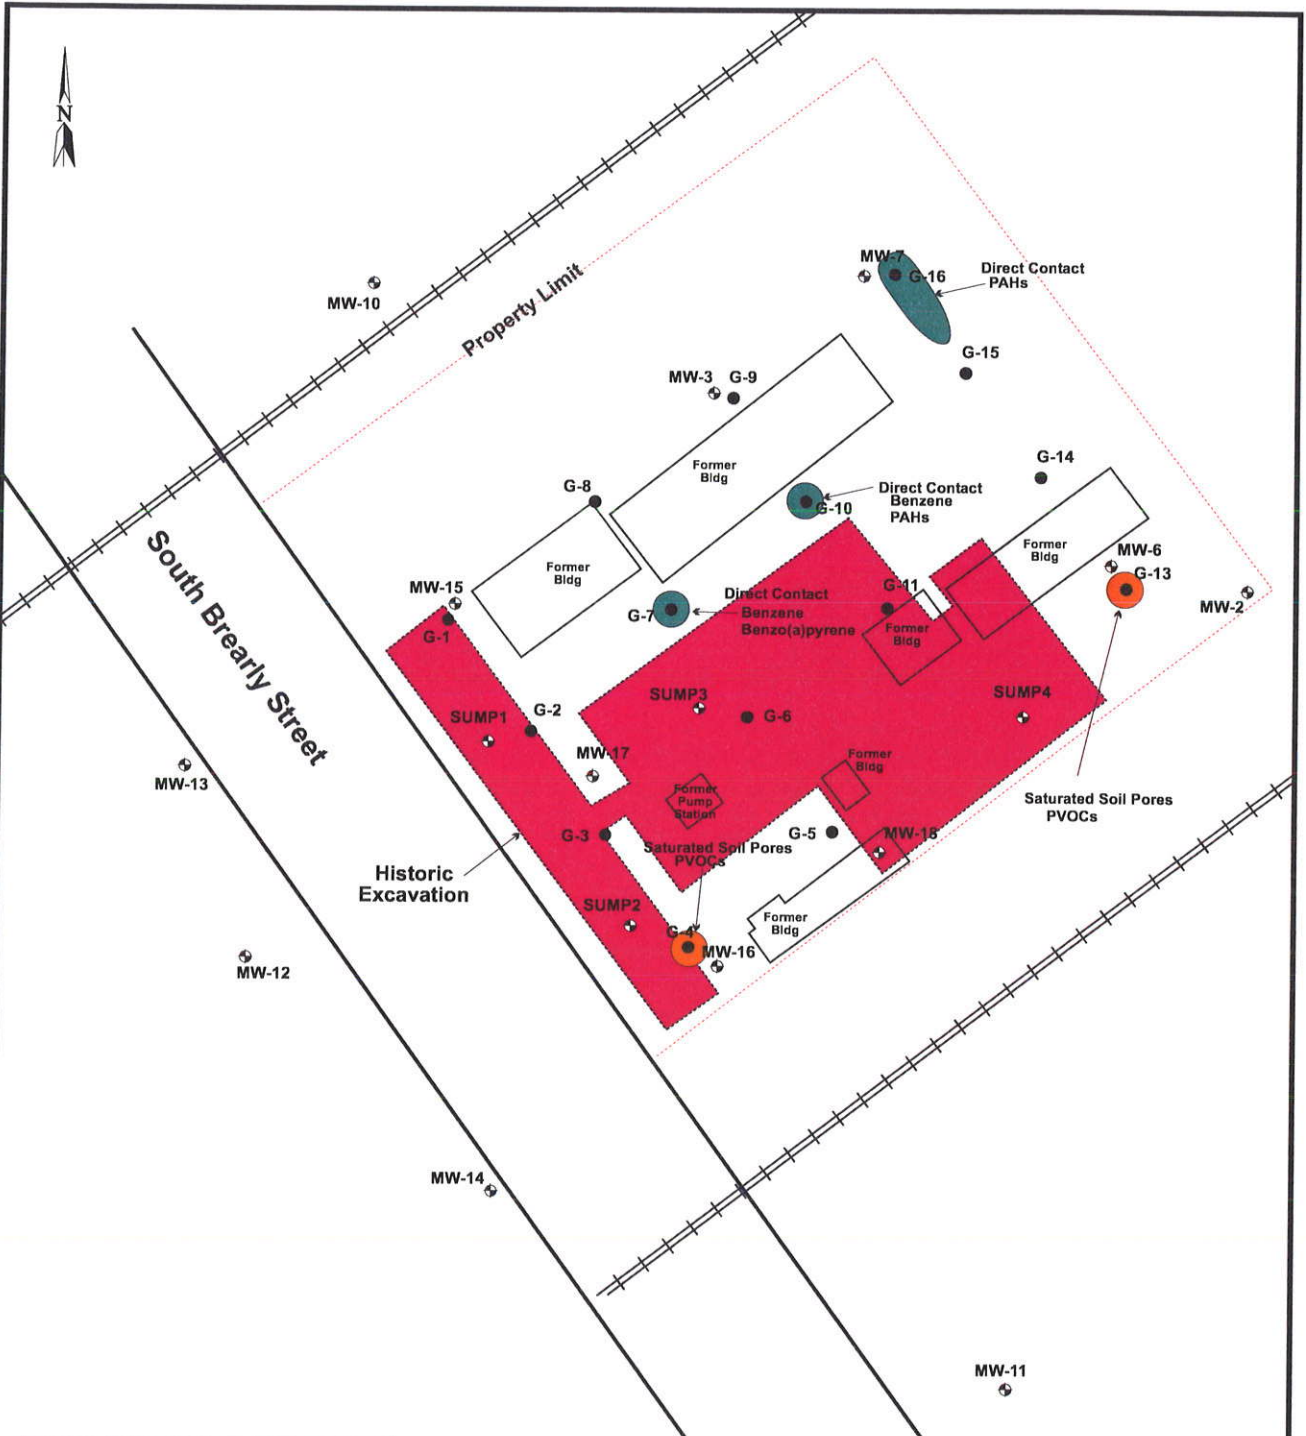 N
MW-10
Property Limit
MW-7
G-16
Direct Contact
PAHs
G-15
MW-3
G-9
Former
Bldg
G-8
G-14
G-10
Direct Contact
Benzene
PAHs
Former
Bldg
Former
Bldg
MW-6
G-13
MW-2
MW-15
G-1
G-7
Direct Contact
Benzene
Benzo(a)pyrene
G-11
Former
Bldg
South Brearly Street
SUMP1
G-2
SUMP3
G-6
SUMP4
MW-17
MW-13
Former
Pump
Station
Former
Bldg
Saturated Soil Pores
PVOCs
G-3
G-5
MW-18
Saturated Soil Pores
PVOCs
Historic
Excavation
SUMP2
G-4
Former
Bldg
MW-16
MW-12
MW-14
MW-11